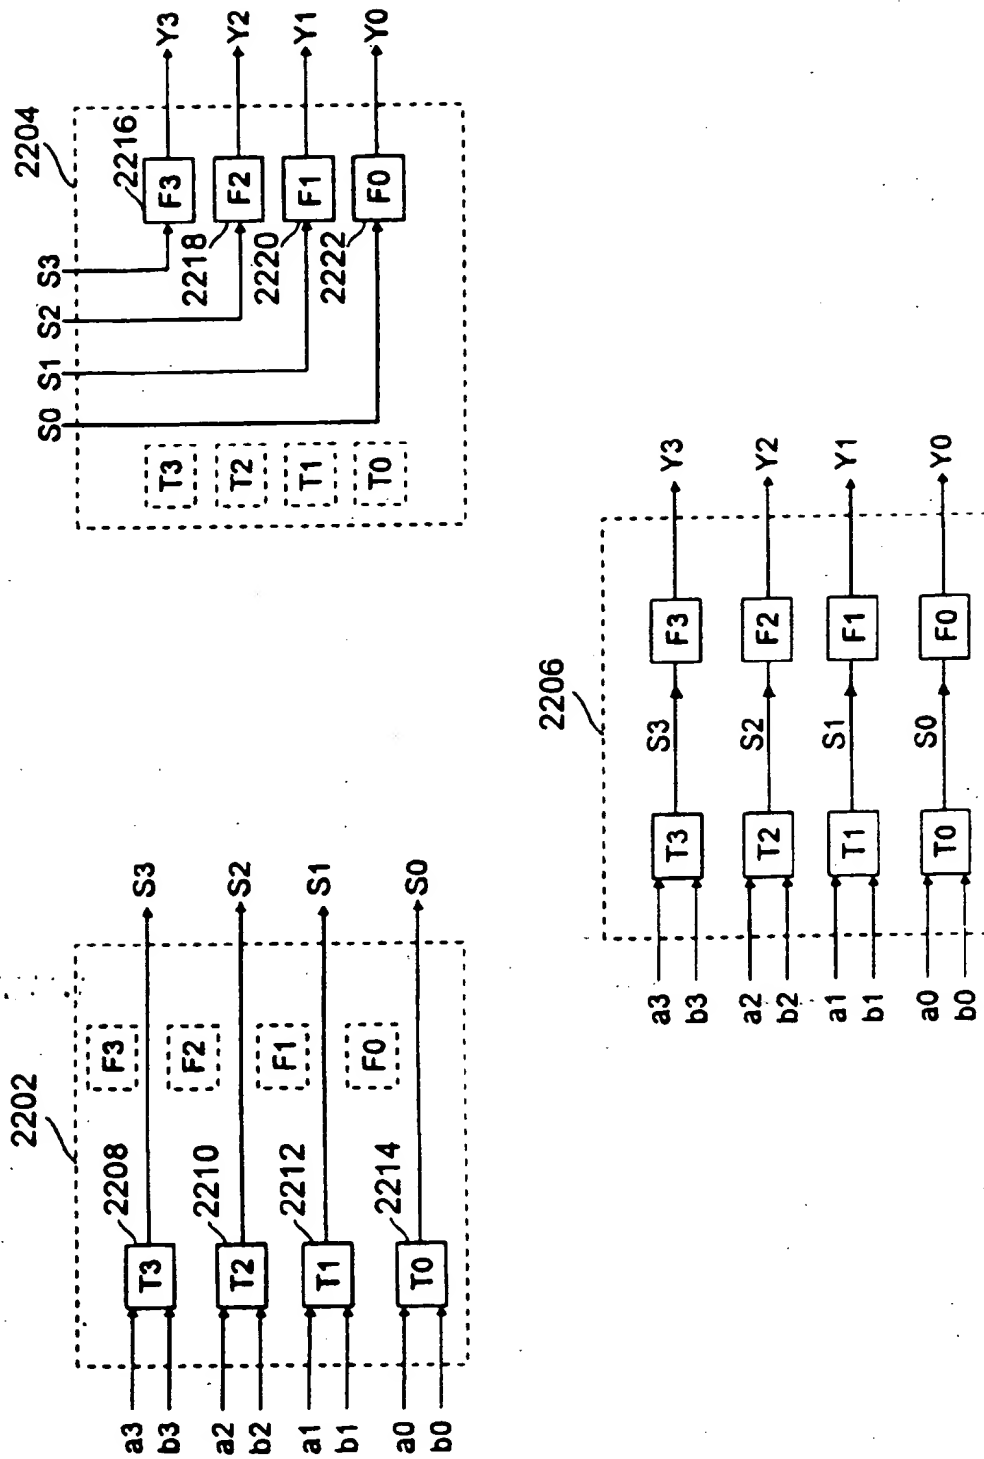 2202
2208
a3
b3
T3
F3
S3
2210
a2
b2
T2
F2
S2
2212
a1
b1
T1
F1
S1
2214
a0
b0
T0
F0
S0
2204
S0 S1 S2 S3
2216
T3
F3
Y3
2218
T2
F2
Y2
2220
T1
F1
Y1
2222
T0
F0
Y0
2206
a3
b3
T3
S3
F3
Y3
a2
b2
T2
S2
F2
Y2
a1
b1
T1
S1
F1
Y1
a0
b0
T0
S0
F0
Y0